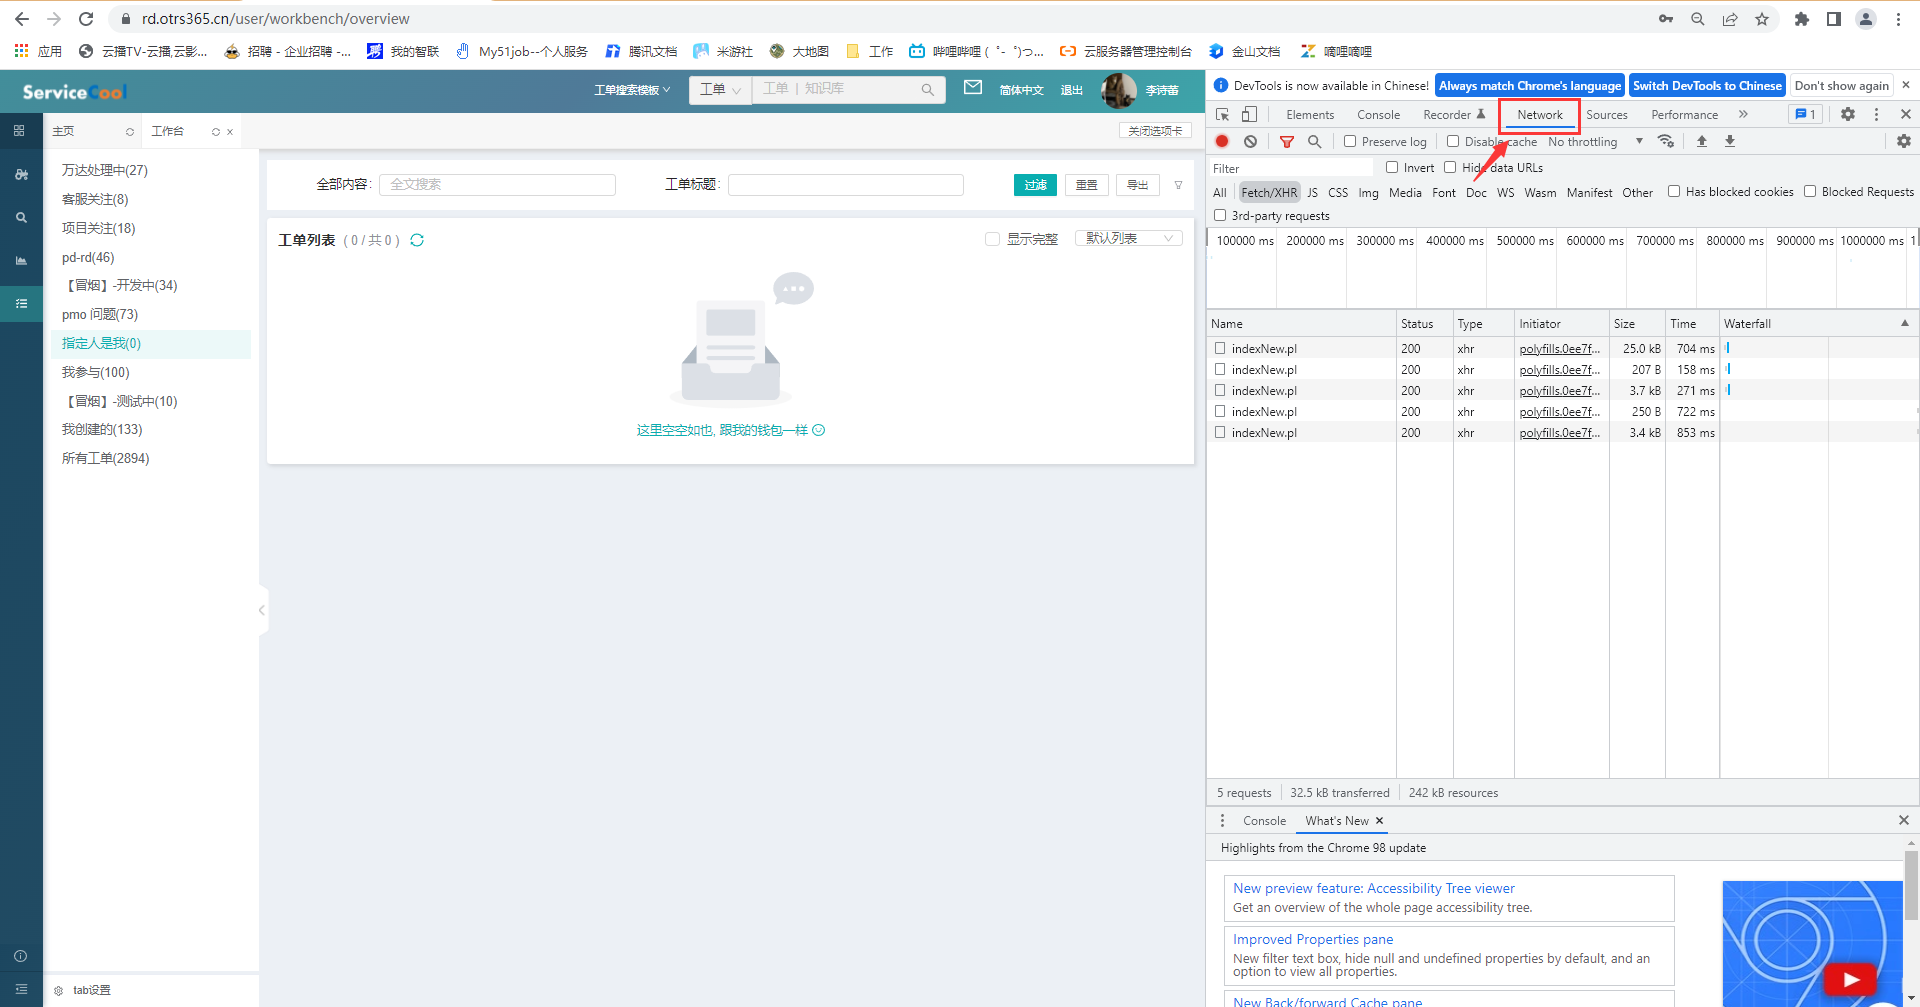 rd.otrs365.cn/user/workbench/overview
应用 云播TV-云播,云影... 招聘 - 企业招聘 -... 我的智联 My51job--个人服务 腾讯文档 米游社 大地图 工作 哔哩哔哩 ( ゜- ゜)つ... 云服务器管理控制台 金山文档 嘀哩嘀哩
ServiceCool 工单搜索模板 工单 工单 | 知识库 简体中文 退出 李诗蕾
主页 工作台 x 关闭选项卡
万达处理中(27)
客服关注(8)
项目关注(18)
pd-rd(46)
【冒烟】-开发中(34)
pmo 问题(73)
指定人是我(0)
我参与(100)
【冒烟】-测试中(10)
我创建的(133)
所有工单(2894)
tab设置
全部内容: 全文搜索 工单标题: 过滤 重置 导出
工单列表 ( 0 / 共 0 ) 显示完整 默认列表
这里空空如也, 跟我的钱包一样
DevTools is now available in Chinese! Always match Chrome's language Switch DevTools to Chinese Don't show again
Elements Console Recorder Network Sources Performance » 1
Preserve log Disable cache No throttling
Filter Invert Hide data URLs
All Fetch/XHR JS CSS Img Media Font Doc WS Wasm Manifest Other Has blocked cookies Blocked Requests
3rd-party requests
100000 ms 200000 ms 300000 ms 400000 ms 500000 ms 600000 ms 700000 ms 800000 ms 900000 ms 1000000 ms 1
Name Status Type Initiator Size Time Waterfall
indexNew.pl 200 xhr polyfills.0ee7f... 25.0 kB 704 ms
indexNew.pl 200 xhr polyfills.0ee7f... 207 B 158 ms
indexNew.pl 200 xhr polyfills.0ee7f... 3.7 kB 271 ms
indexNew.pl 200 xhr polyfills.0ee7f... 250 B 722 ms
indexNew.pl 200 xhr polyfills.0ee7f... 3.4 kB 853 ms
5 requests 32.5 kB transferred 242 kB resources
Console What's New
Highlights from the Chrome 98 update
New preview feature: Accessibility Tree viewer
Get an overview of the whole page accessibility tree.
Improved Properties pane
New filter text box, hide null and undefined properties by default, and an
option to view all properties.
New Back/forward Cache pane